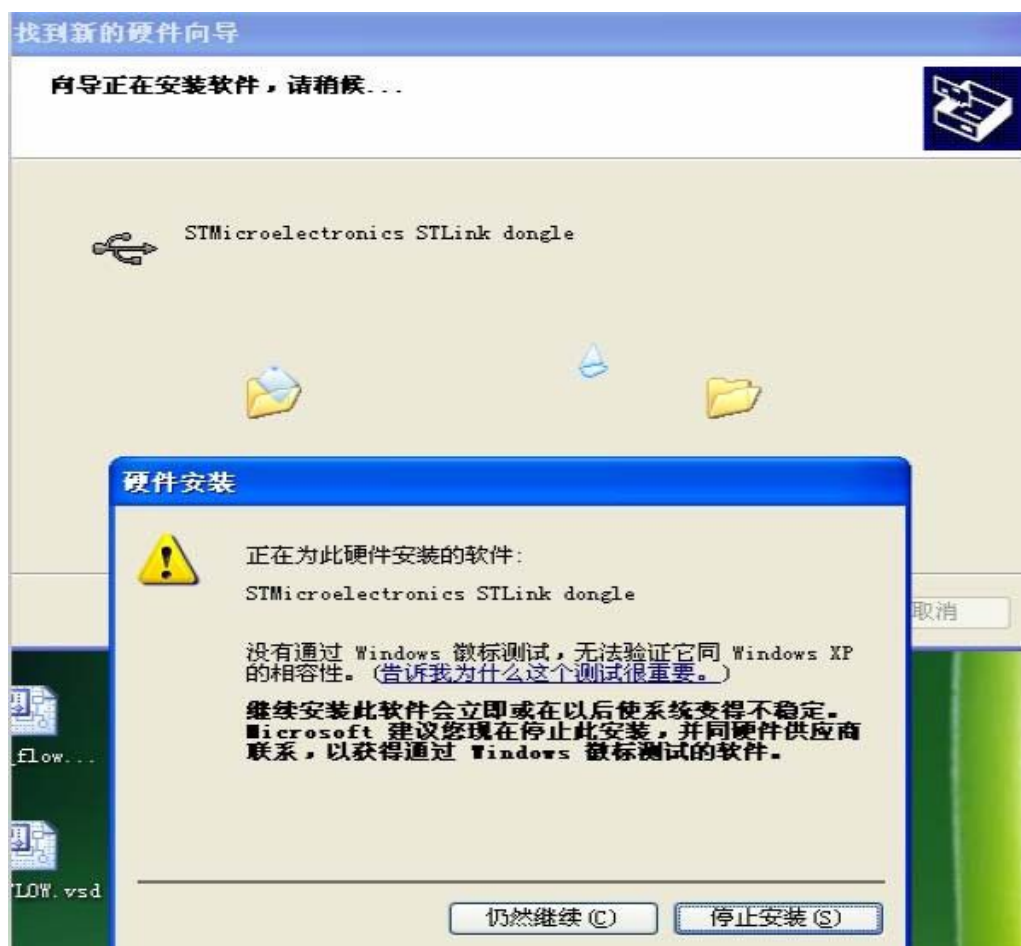 找到新的硬件向导
向导正在安装软件，请稍候...
STMicroelectronics STLink dongle
硬件安装
正在为此硬件安装的软件:
STMicroelectronics STLink dongle
取消
没有通过 Windows 徽标测试，无法验证它同 Windows XP
的相容性。(告诉我为什么这个测试很重要。)
继续安装此软件会立即或在以后使系统变得不稳定。
Microsoft 建议您现在停止此安装，并同硬件供应商
联系，以获得通过 Windows 徽标测试的软件。
flow...
LOW.vsd
仍然继续(C)
停止安装(S)